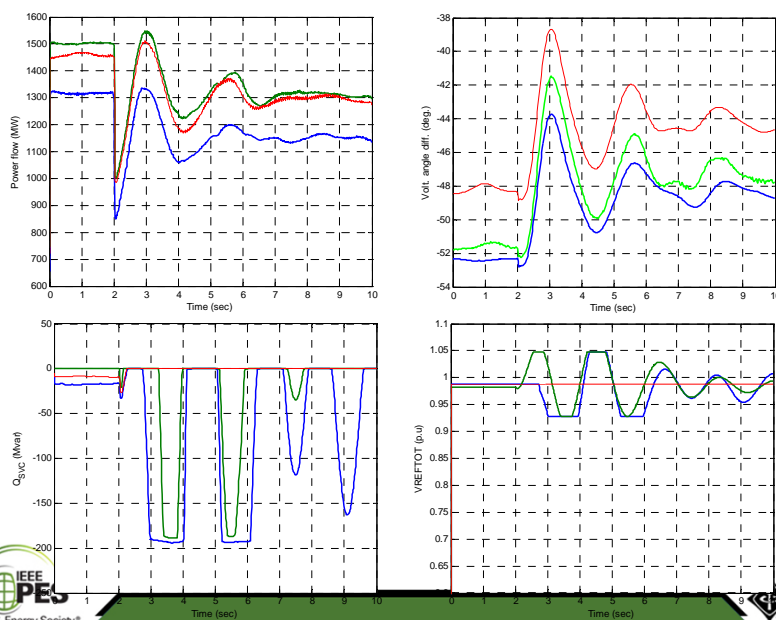 1600
1500
1400
1300
1200
1100
1000
900
800
700
600
Power flow (MW)
0 1 2 3 4 5 6 7 8 9 10
Time (sec)
-38
-40
-42
-44
-46
-48
-50
-52
-54
Volt. angle diff. (deg.)
0 1 2 3 4 5 6 7 8 9 10
Time (sec)
50
0
-50
-100
-150
-200
QSVC (Mvar)
1 2 3 4 5 6 7 8 9 10
Time (sec)
1.1
1.05
1
0.95
0.9
0.85
0.8
0.75
0.7
0.65
VREFTOT (p.u)
0 1 2 3 4 5 6 7 8 9
Time (sec)
IEEE
PES
Energy Society®